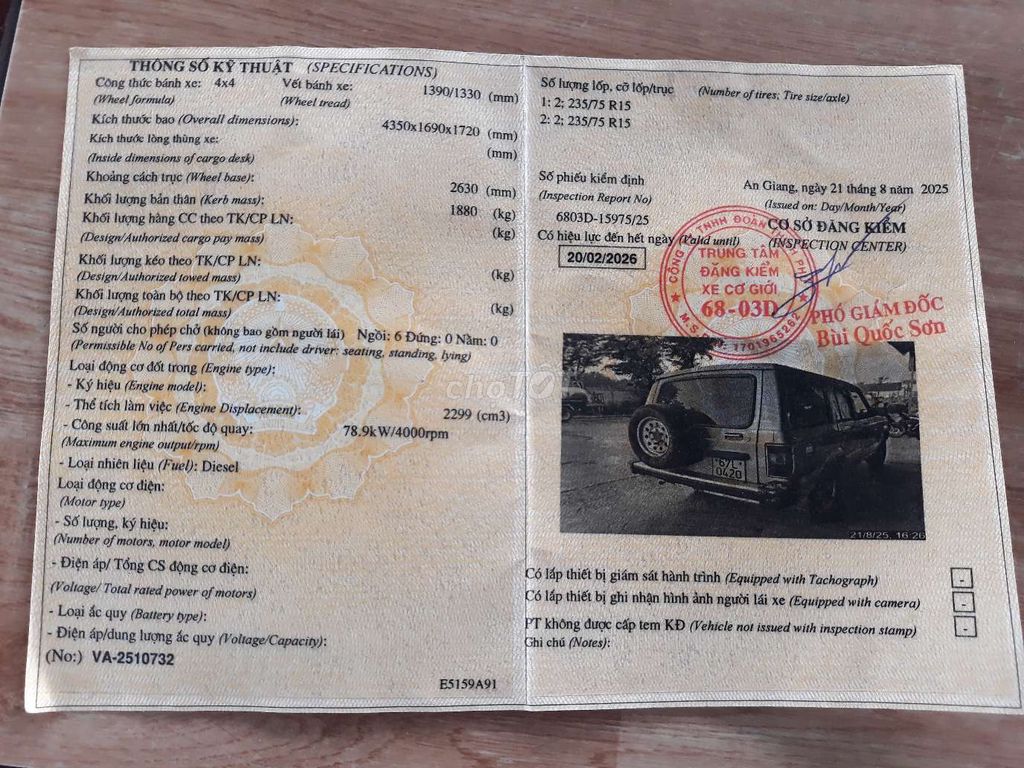 THÔNG SỐ KỸ THUẬT (SPECIFICATIONS)
Công thức bánh xe: 4x4 Vết bánh xe: 1390/1330 (mm)
(Wheel formula) (Wheel tread)
Kích thước bao (Overall dimensions): 4350x1690x1720 (mm)
Kích thước lòng thùng xe: (mm)
(Inside dimensions of cargo desk)
Khoảng cách trục (Wheel base): 2630 (mm)
Khối lượng bản thân (Kerb mass): 1880 (kg)
Khối lượng hàng CC theo TK/CP LN: (kg)
(Design/Authorized cargo pay mass)
Khối lượng kéo theo TK/CP LN: (kg)
(Design/Authorized towed mass)
Khối lượng toàn bộ theo TK/CP LN: (kg)
(Design/Authorized total mass)
Số người cho phép chở (không bao gồm người lái) Ngồi: 6 Đứng: 0 Nằm: 0
(Permissible No of Pers carried, not include driver: seating, standing, lying)
Loại động cơ đốt trong (Engine type):
- Ký hiệu (Engine model):
- Thể tích làm việc (Engine Displacement): 2299 (cm3)
- Công suất lớn nhất/tốc độ quay: 78.9kW/4000rpm
(Maximum engine output/rpm)
- Loại nhiên liệu (Fuel): Diesel
Loại động cơ điện:
(Motor type)
- Số lượng, ký hiệu:
(Number of motors, motor model)
- Điện áp/ Tổng CS động cơ điện:
(Voltage/ Total rated power of motors)
- Loại ắc quy (Battery type):
- Điện áp/dung lượng ắc quy (Voltage/Capacity):
(No:) VA-2510732
E5159A91
Số lượng lốp, cỡ lốp/trục (Number of tires; Tire size/axle)
1: 2; 235/75 R15
2: 2; 235/75 R15
Số phiếu kiểm định
(Inspection Report No)
6803D-15975/25
Có hiệu lực đến hết ngày (Valid until)
20/02/2026
An Giang, ngày 21 tháng 8 năm 2025
(Issued on: Day/Month/Year)
CƠ SỞ ĐĂNG KIỂM
(INSPECTION CENTER)
TRUNG TÂM
ĐĂNG KIỂM
XE CƠ GIỚI
68-03D
1701965262
PHÓ GIÁM ĐỐC
Bùi Quốc Sơn
choTỐT
67L
0420
21/8/25, 16:26
Có lắp thiết bị giám sát hành trình (Equipped with Tachograph) -
Có lắp thiết bị ghi nhận hình ảnh người lái xe (Equipped with camera) -
PT không được cấp tem KĐ (Vehicle not issued with inspection stamp) -
Ghi chú (Notes):